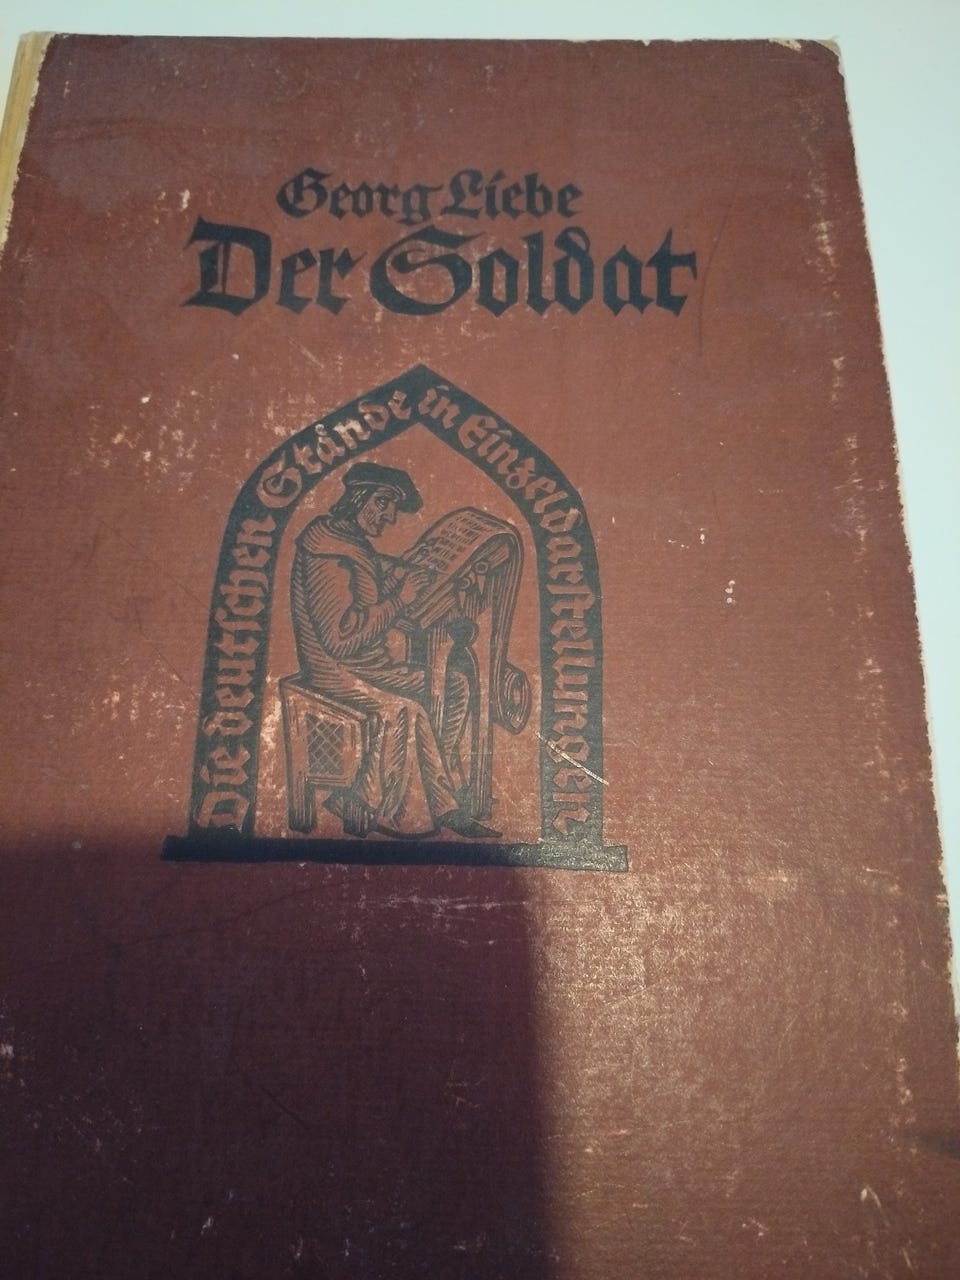 Georg Liebe
Der Soldat
Die deutschen Stände in Einzeldarstellungen